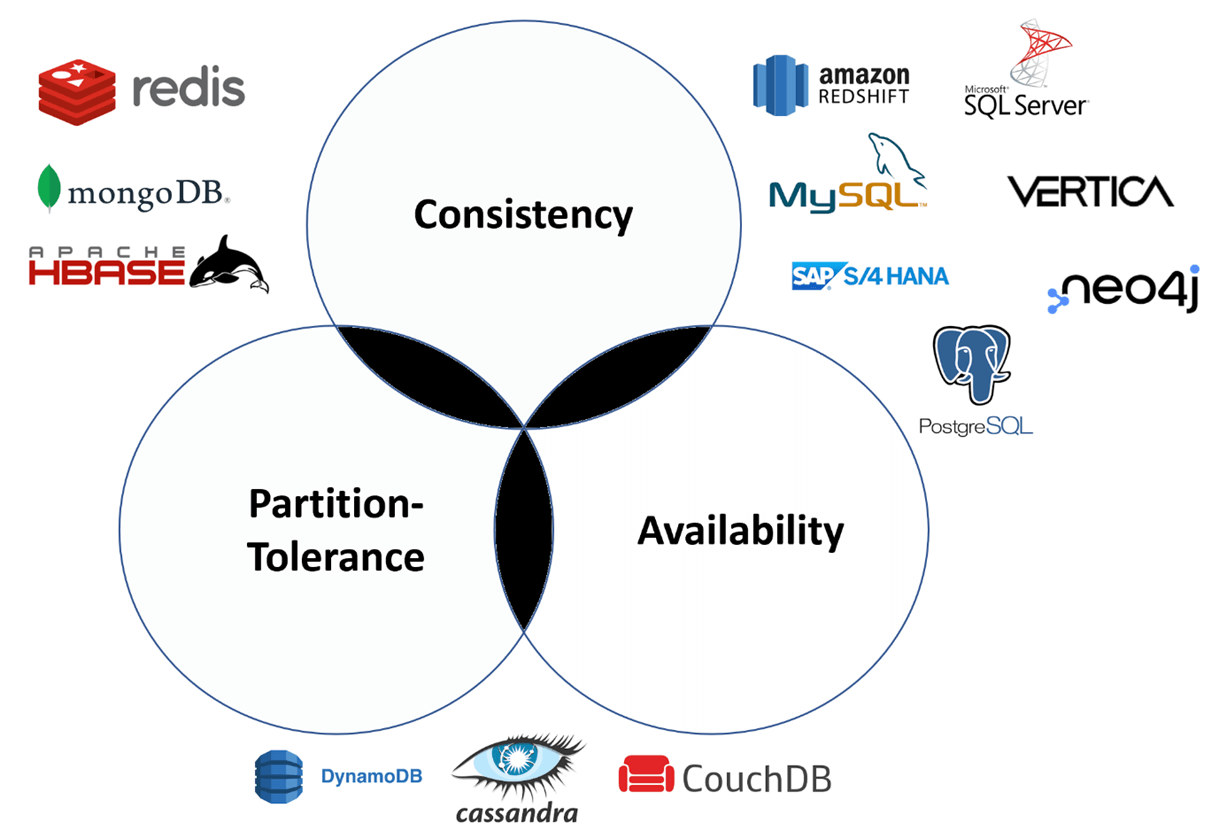 redis
mongoDB®
APACHE
HBASE
amazon
REDSHIFT
Microsoft®
SQL Server®
MySQL™
VERTICA
SAP® S/4 HANA
neo4j
PostgreSQL
Consistency
Partition-
Tolerance
Availability
DynamoDB
cassandra
CouchDB